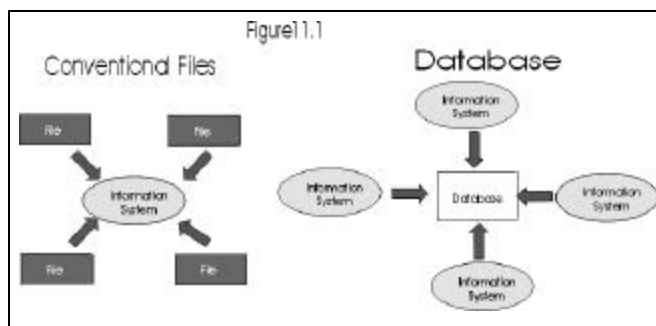 Figure11.1
Conventional Files
File
File
Information
System
File
File
Database
Information
System
Information
System
Database
Information
System
Information
System